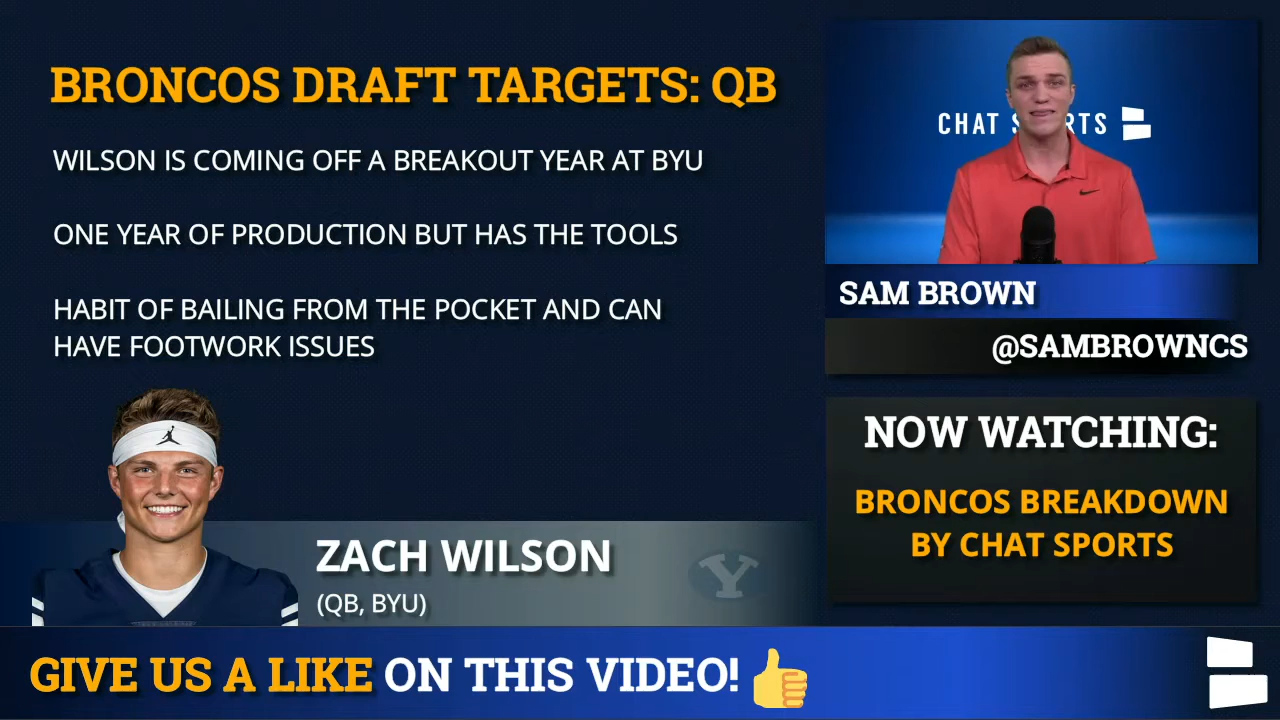 BRONCOS DRAFT TARGETS: QB
WILSON IS COMING OFF A BREAKOUT YEAR AT BYU
ONE YEAR OF PRODUCTION BUT HAS THE TOOLS
HABIT OF BAILING FROM THE POCKET AND CAN
HAVE FOOTWORK ISSUES
ZACH WILSON
(QB, BYU)
Y
CHAT S RTS
SAM BROWN
@SAMBROWNCS
NOW WATCHING:
BRONCOS BREAKDOWN
BY CHAT SPORTS
GIVE US A LIKE ON THIS VIDEO!